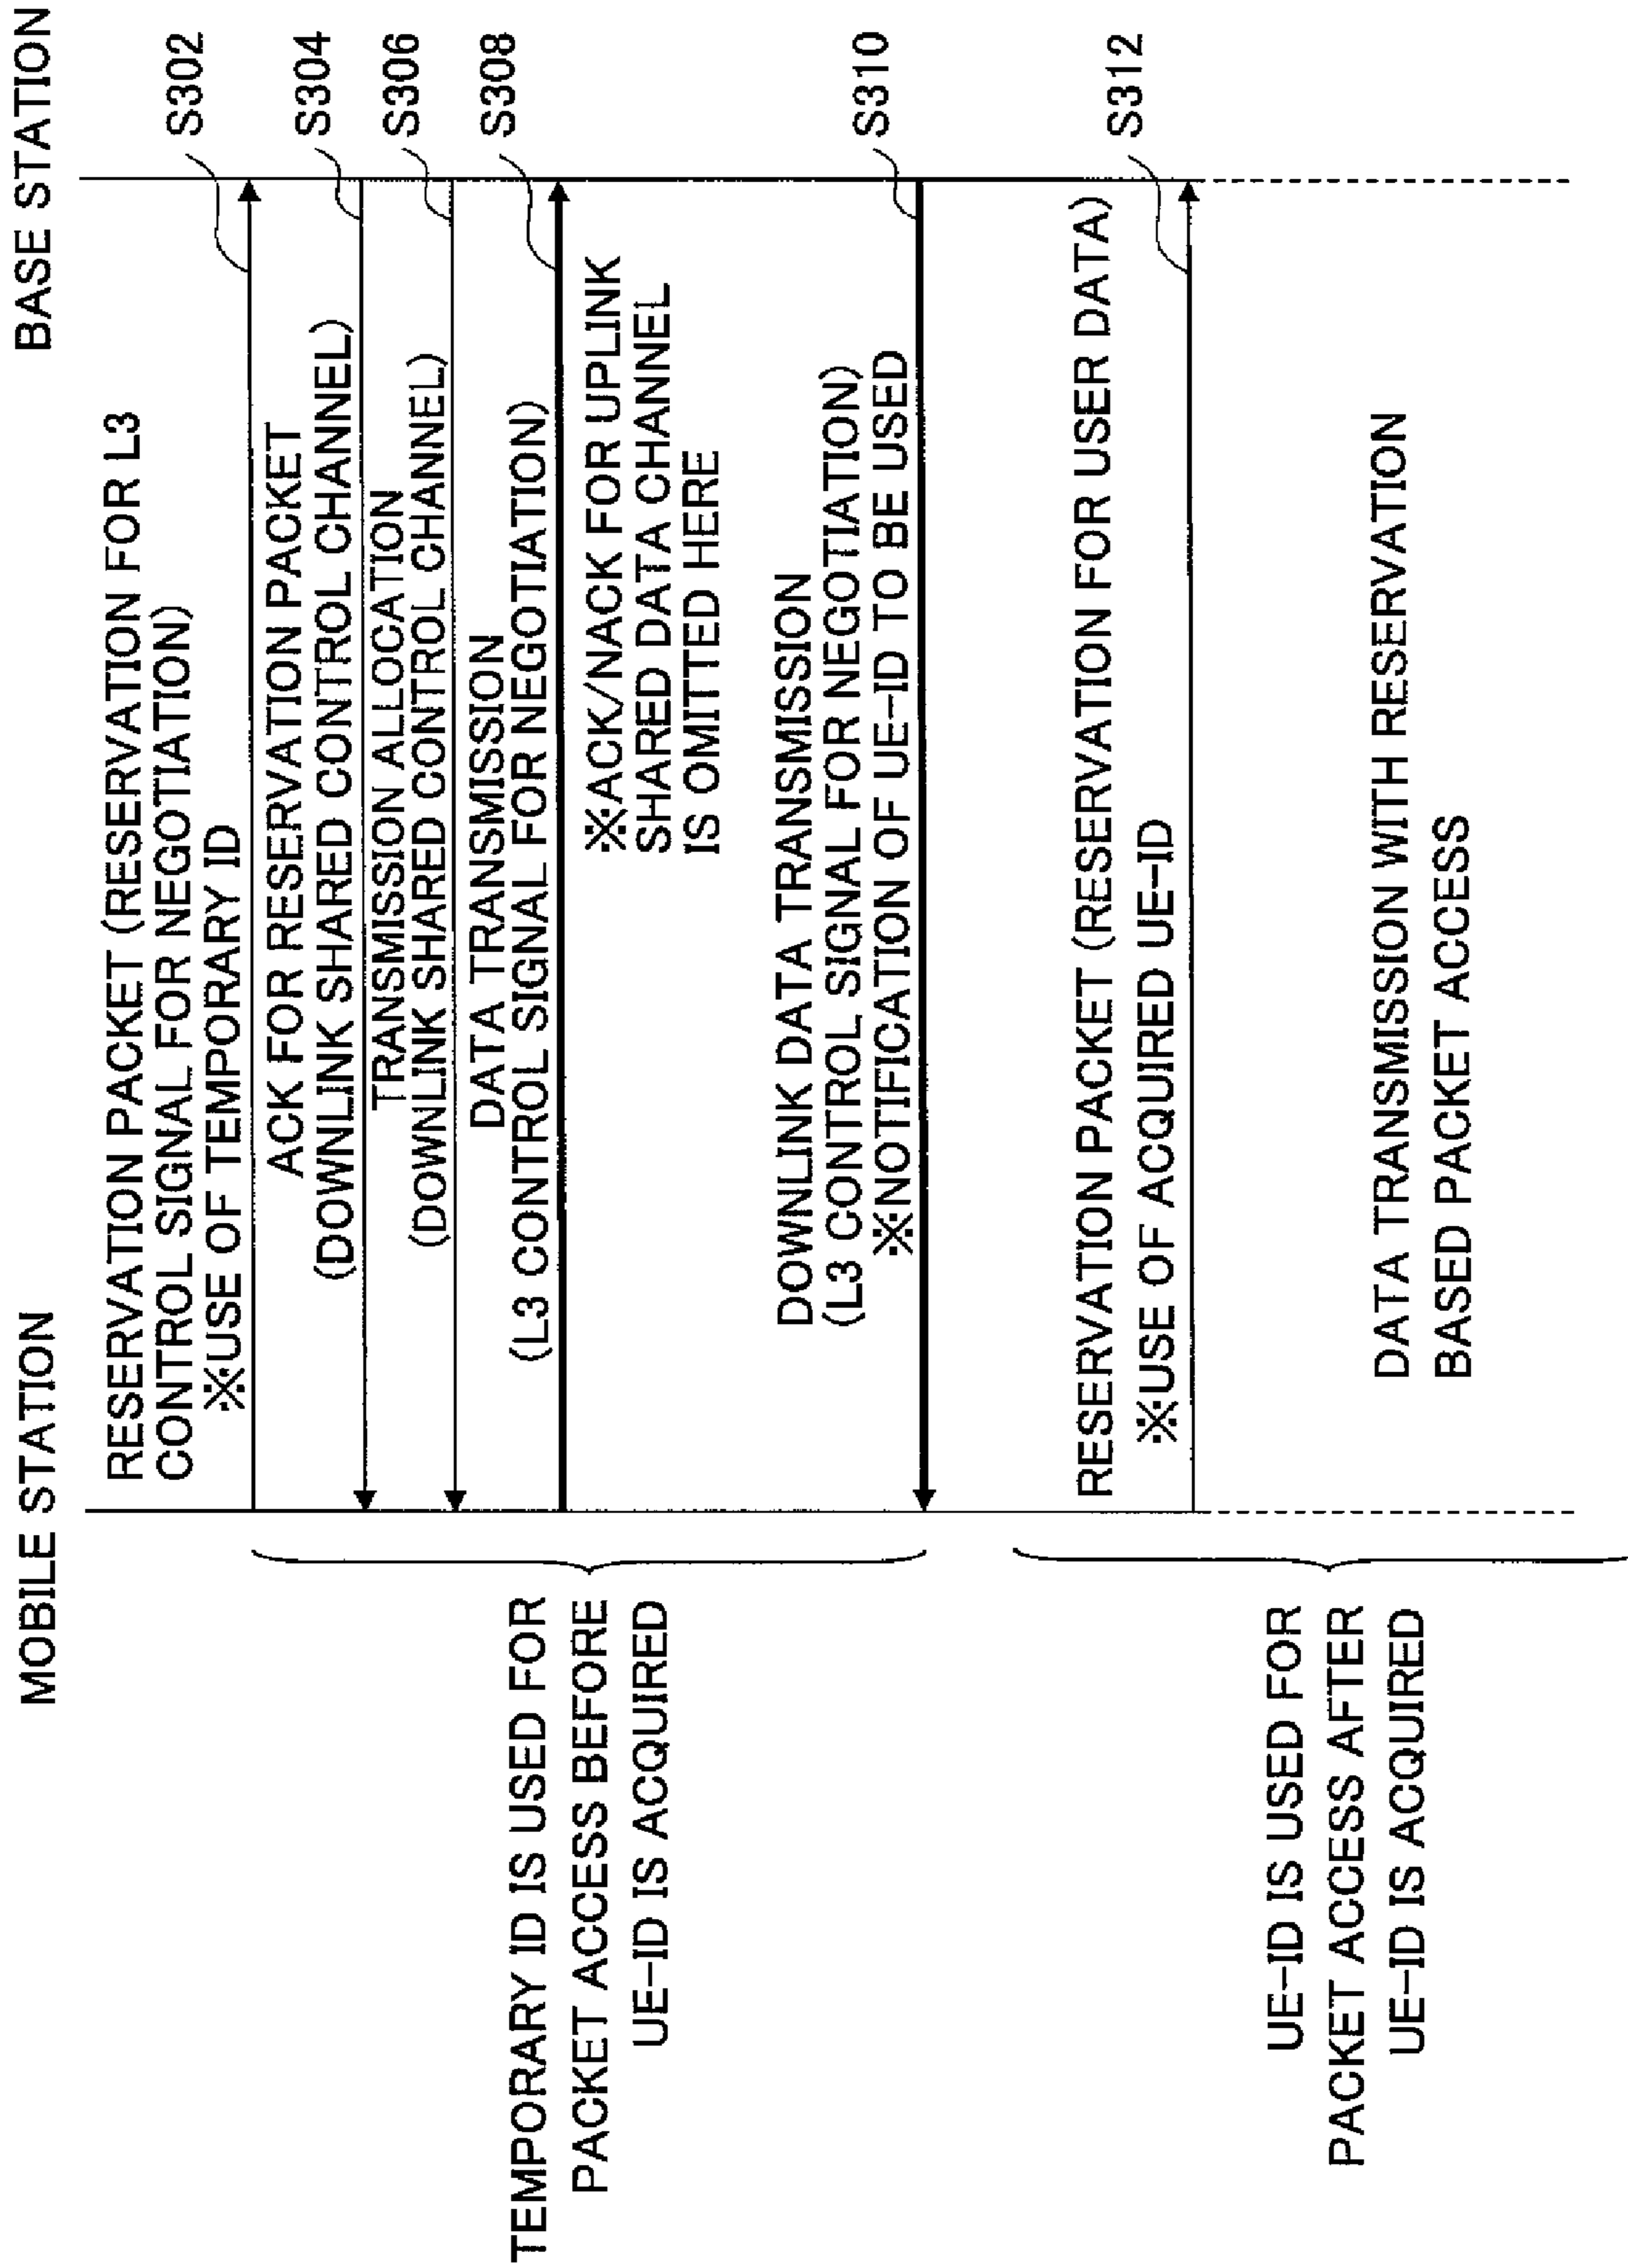 MOBILE STATION
BASE STATION
RESERVATION PACKET (RESERVATION FOR L3
CONTROL SIGNAL FOR NEGOTIATION)
※USE OF TEMPORARY ID
S302
ACK FOR RESERVATION PACKET
(DOWNLINK SHARED CONTROL CHANNEL)
S304
TRANSMISSION ALLOCATION
(DOWNLINK SHARED CONTROL CHANNEL)
S306
DATA TRANSMISSION
(L3 CONTROL SIGNAL FOR NEGOTIATION)
S308
※ACK/NACK FOR UPLINK
SHARED DATA CHANNEL
IS OMITTED HERE
TEMPORARY ID IS USED FOR
PACKET ACCESS BEFORE
UE-ID IS ACQUIRED
DOWNLINK DATA TRANSMISSION
(L3 CONTROL SIGNAL FOR NEGOTIATION)
※NOTIFICATION OF UE-ID TO BE USED
S310
RESERVATION PACKET (RESERVATION FOR USER DATA)
※USE OF ACQUIRED UE-ID
S312
UE-ID IS USED FOR
PACKET ACCESS AFTER
UE-ID IS ACQUIRED
DATA TRANSMISSION WITH RESERVATION
BASED PACKET ACCESS